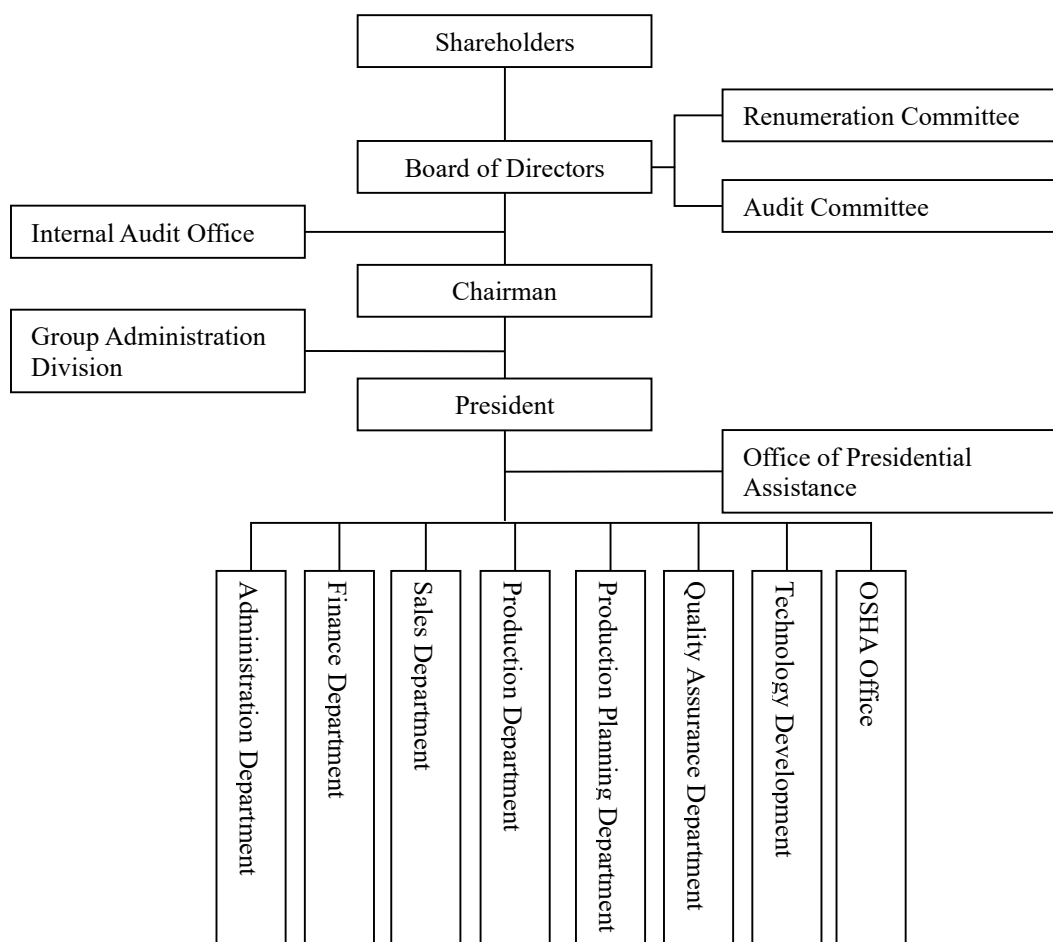 Shareholders
Renumeration Committee
Board of Directors
Audit Committee
Internal Audit Office
Chairman
Group Administration
Division
President
Office of Presidential
Assistance
Administration Department
Finance Department
Sales Department
Production Department
Production Planning Department
Quality Assurance Department
Technology Development
OSHA Office